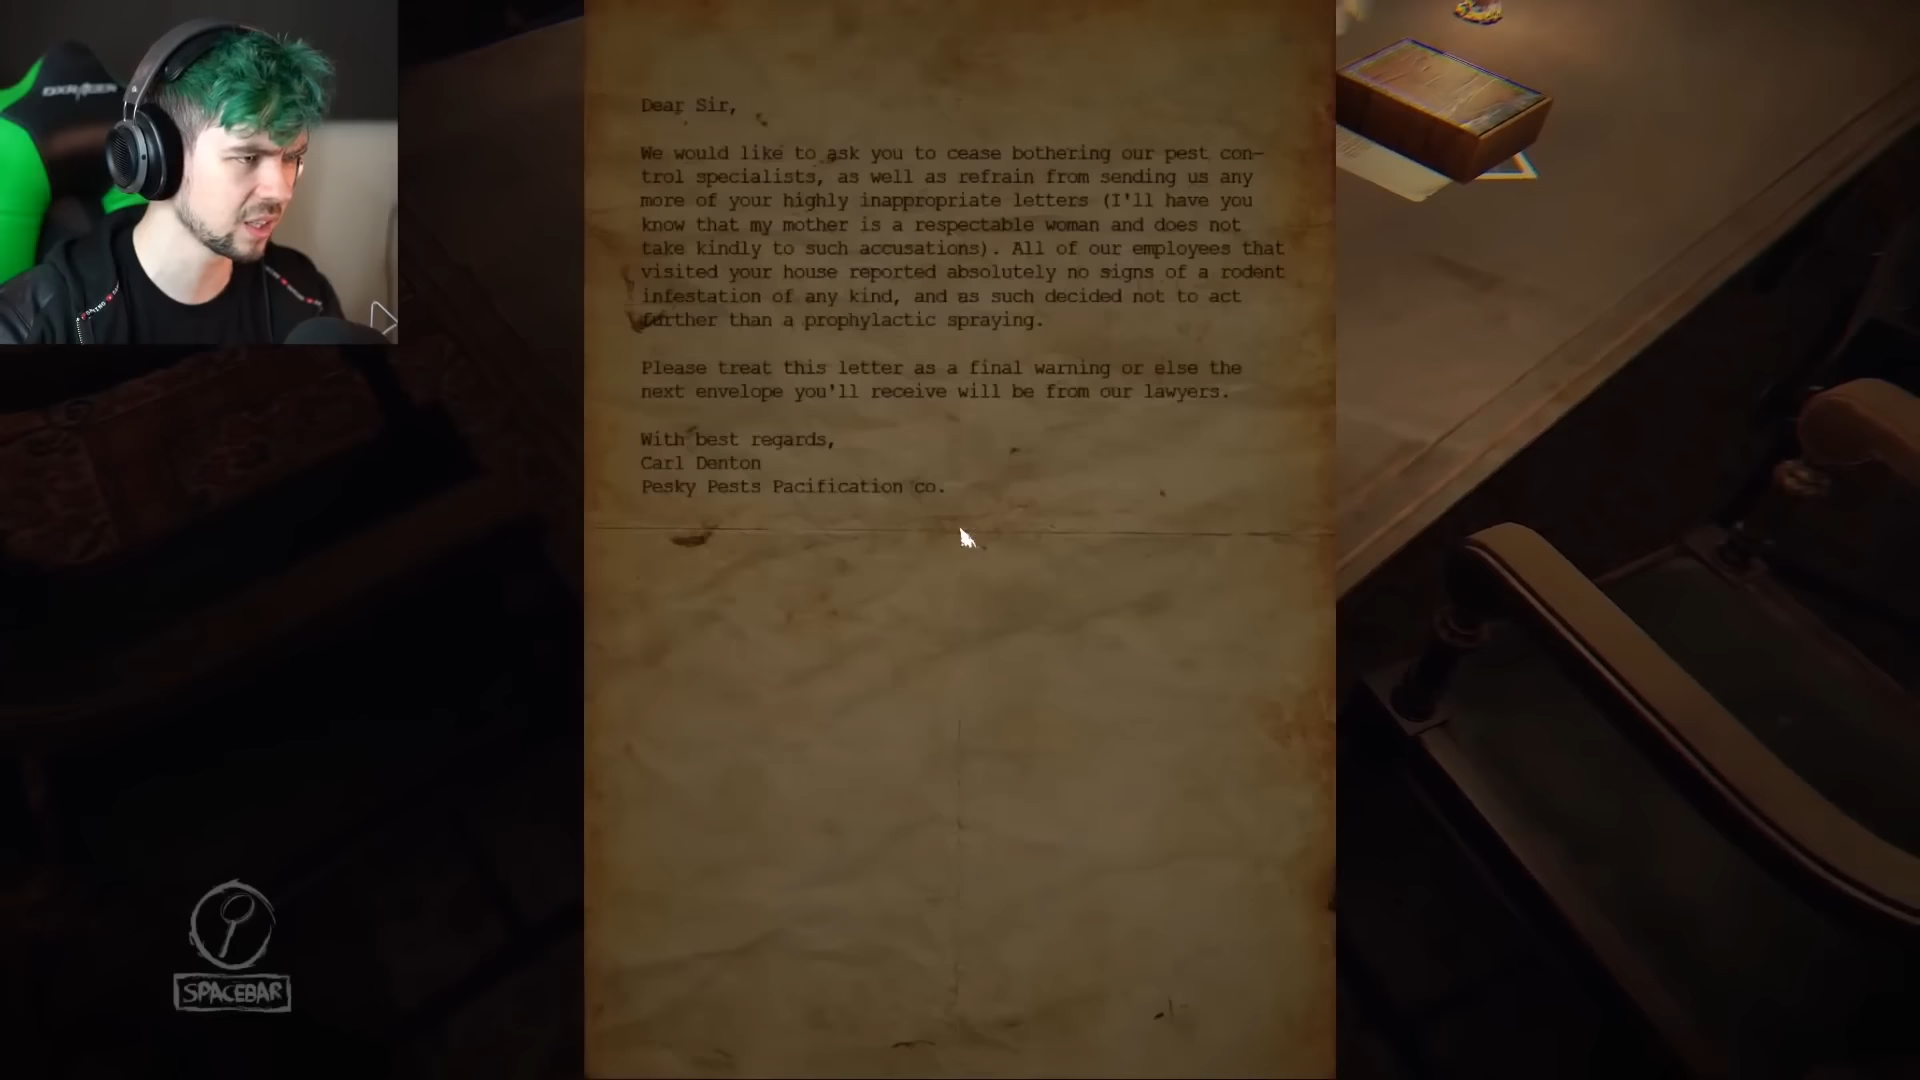 Dear Sir,
We would like to ask you to cease bothering our pest con-
trol specialists, as well as refrain from sending us any
more of your highly inappropriate letters (I'll have you
know that my mother is a respectable woman and does not
take kindly to such accusations). All of our employees that
visited your house reported absolutely no signs of a rodent
infestation of any kind, and as such decided not to act
further than a prophylactic spraying.
Please treat this letter as a final warning or else the
next envelope you'll receive will be from our lawyers.
With best regards,
Carl Denton
Pesky Pests Pacification co.
SPACEBAR